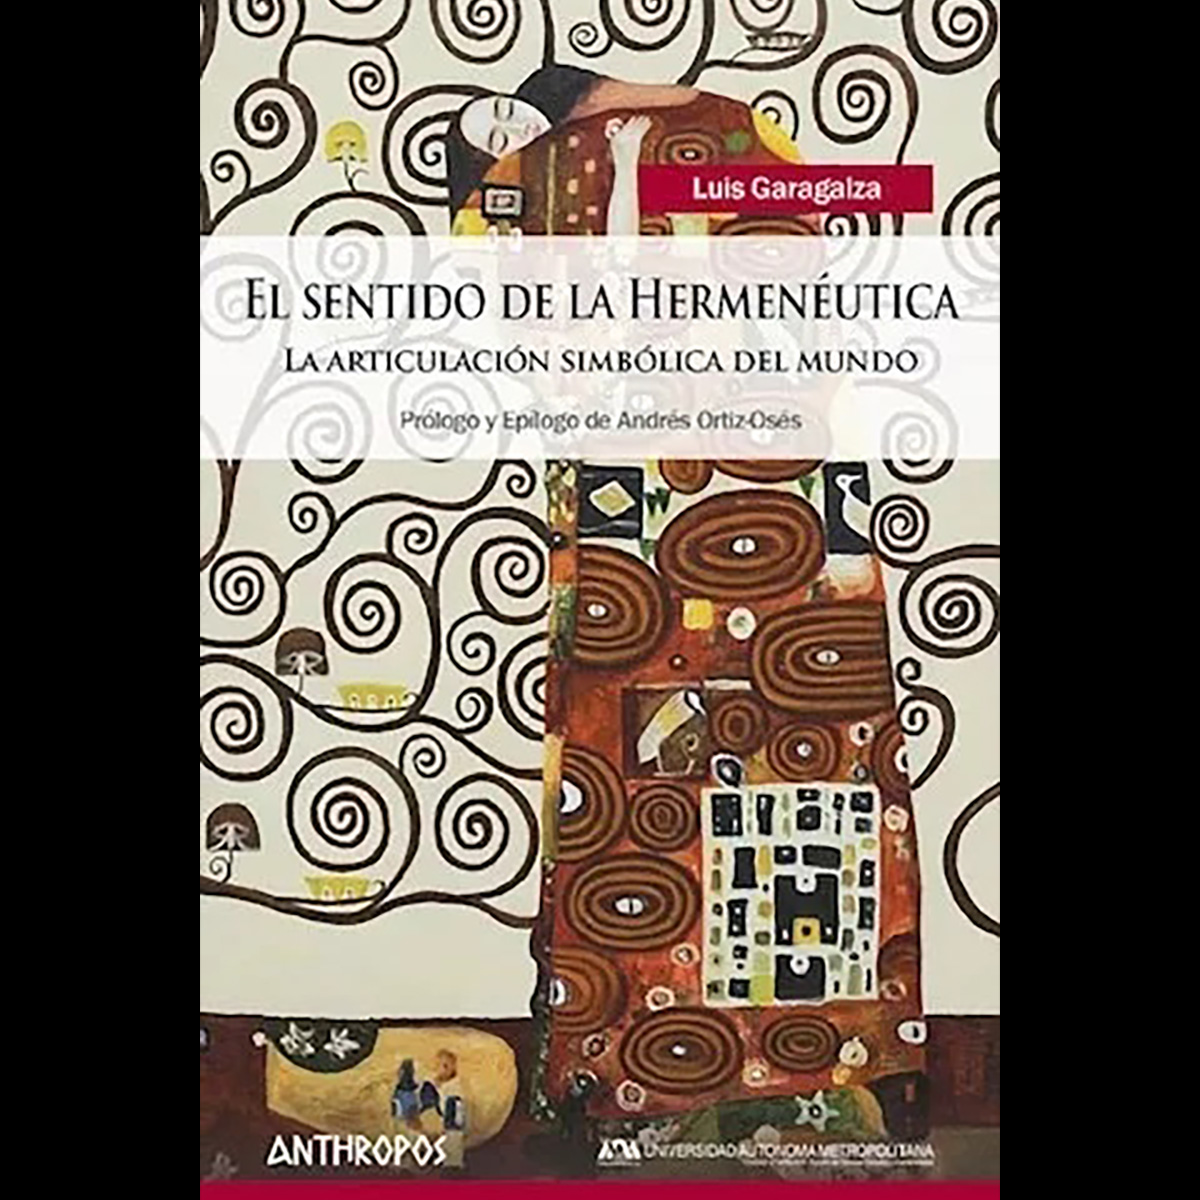 Luis Garagalza
EL SENTIDO DE LA HERMENÉUTICA
LA ARTICULACIÓN SIMBÓLICA DEL MUNDO
Prólogo y Epílogo de Andrés Ortiz-Osés
ANTHROPOS
UNIVERSIDAD AUTONOMA METROPOLITANA